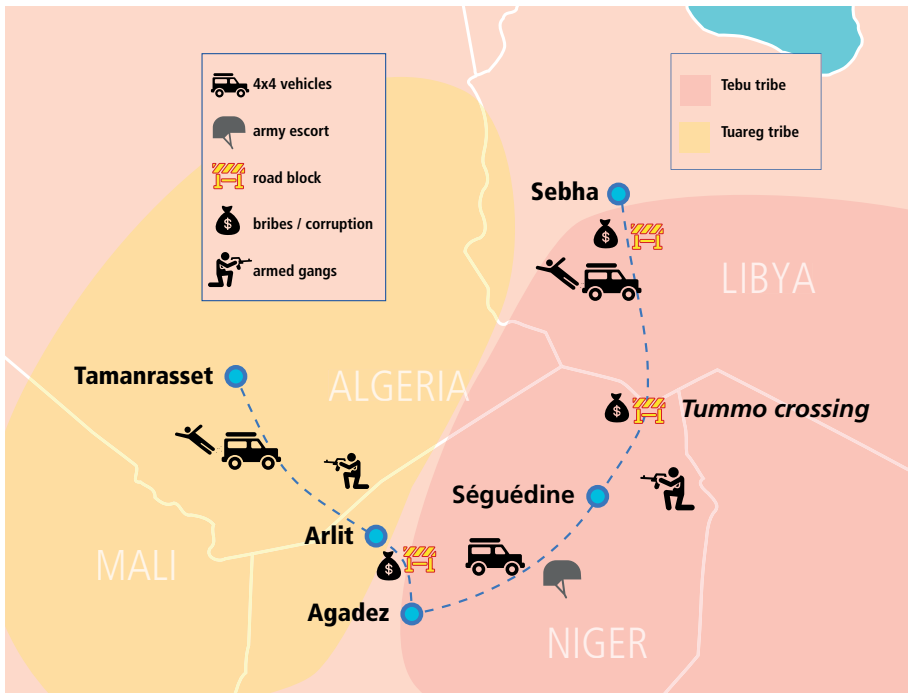 4x4 vehicles
army escort
road block
$
bribes / corruption
armed gangs
Tebu tribe
Tuareg tribe
Sebha
$
LIBYA
Tamanrasset
ALGERIA
$
Tummo crossing
Séguédine
Arlit
MALI
$
Agadez
NIGER